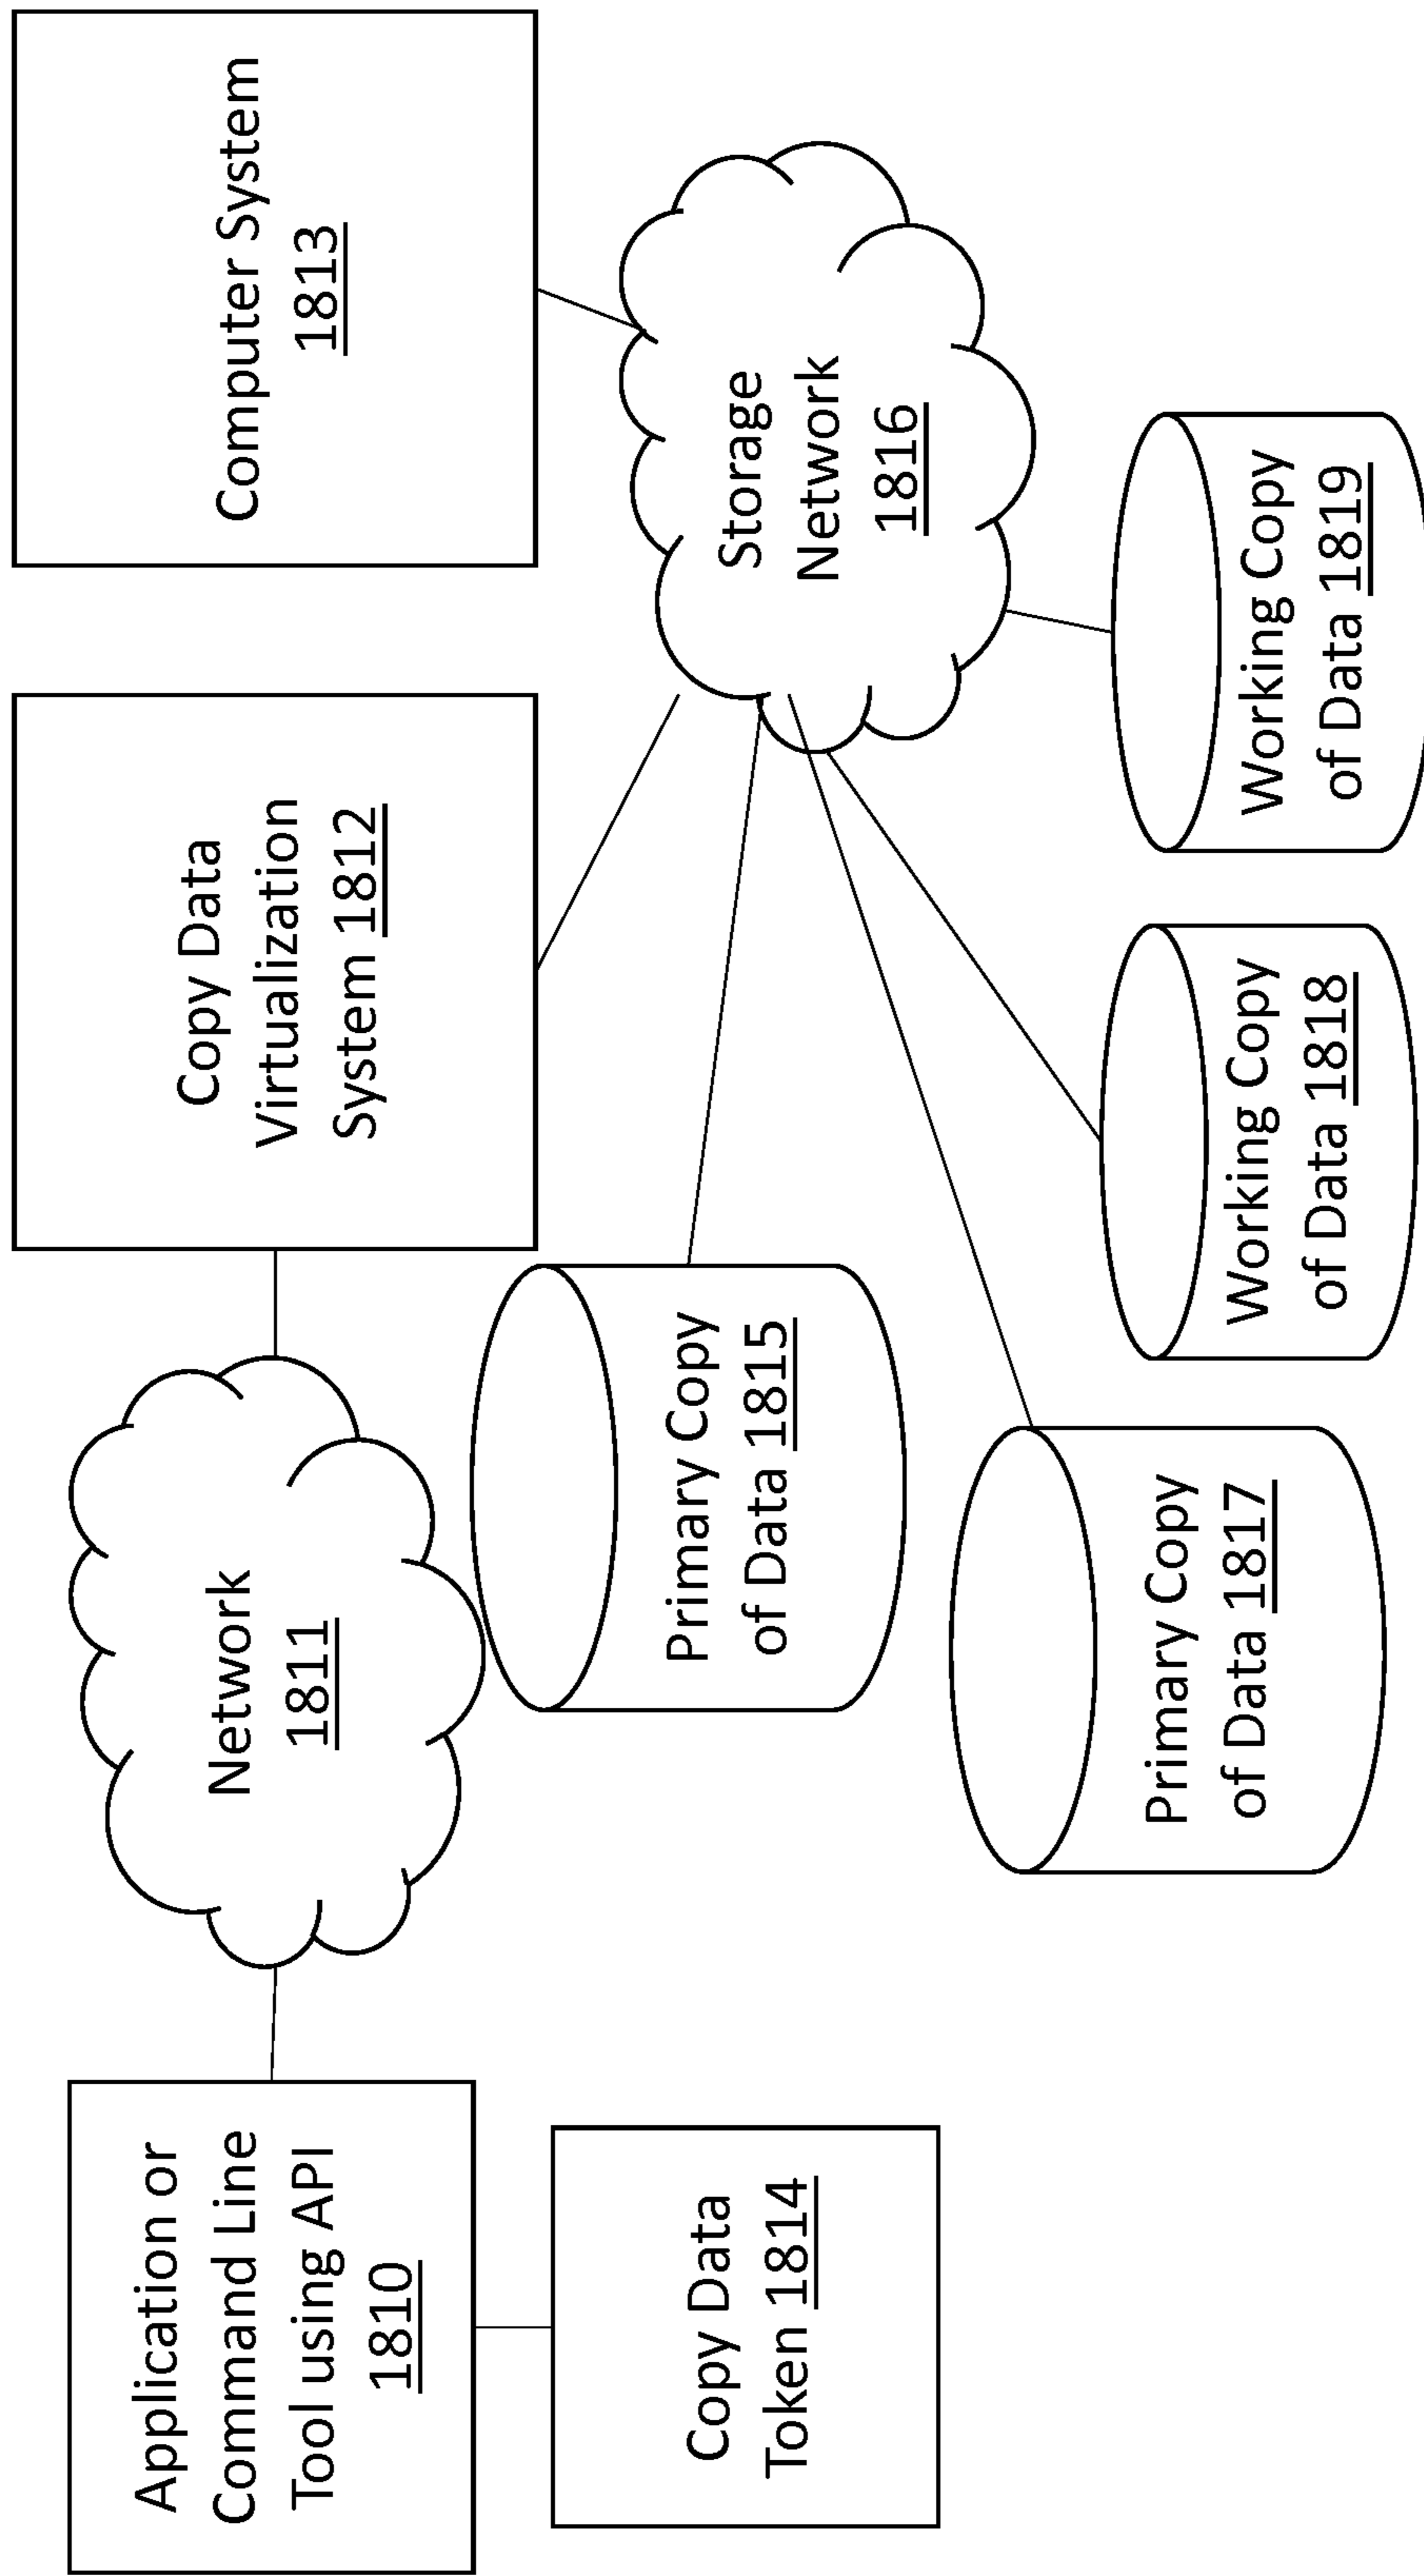 Application or
Command Line
Tool using API
1810
Network
1811
Copy Data
Virtualization
System 1812
Computer System
1813
Copy Data
Token 1814
Primary Copy
of Data 1815
Storage
Network
1816
Primary Copy
of Data 1817
Working Copy
of Data 1818
Working Copy
of Data 1819